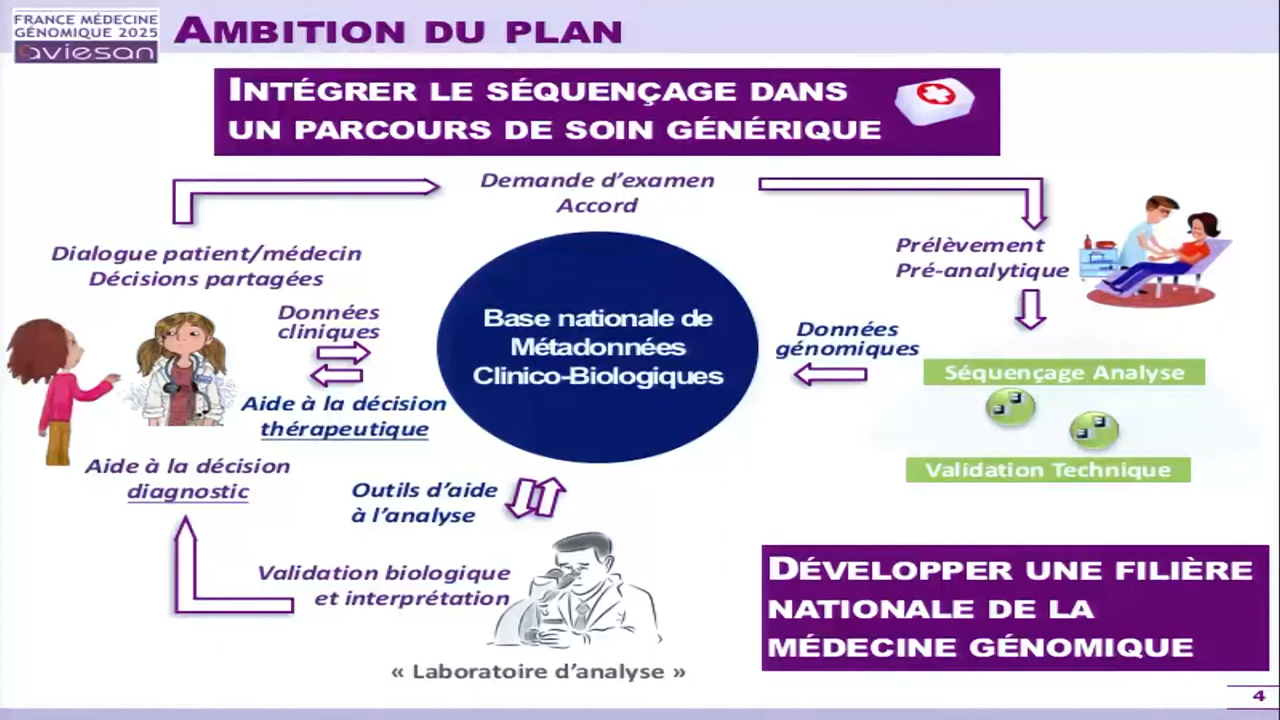 FRANCE MÉDECINE
GÉNOMIQUE 2025
aviesan
AMBITION DU PLAN
INTÉGRER LE SÉQUENÇAGE DANS
UN PARCOURS DE SOIN GÉNÉRIQUE
Demande d'examen
Accord
Dialogue patient/médecin
Décisions partagées
Prélèvement
Pré-analytique
Données
cliniques
Base nationale de
Métadonnées
Clinico-Biologiques
Données
génomiques
Séquençage Analyse
Aide à la décision
thérapeutique
Validation Technique
Aide à la décision
diagnostic
Outils d'aide
à l'analyse
Validation biologique
et interprétation
« Laboratoire d'analyse »
DÉVELOPPER UNE FILIÈRE
NATIONALE DE LA
MÉDECINE GÉNOMIQUE
4